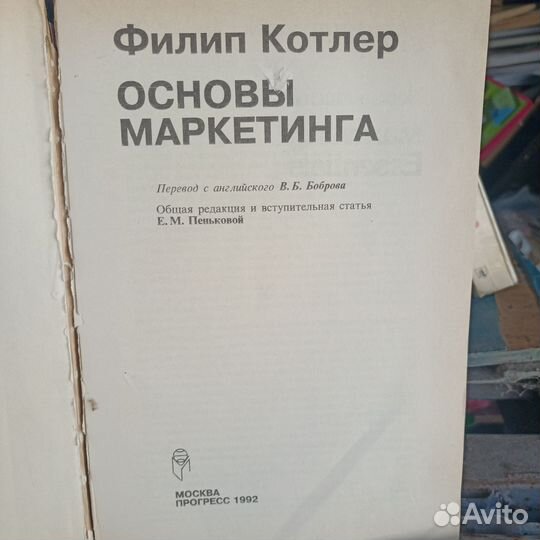 Филип Котлер
ОСНОВЫ
МАРКЕТИНГА
Перевод с английского В. Б. Боброва
Общая редакция и вступительная статья
Е. М. Пеньковой
МОСКВА
ПРОГРЕСС 1992
Avito